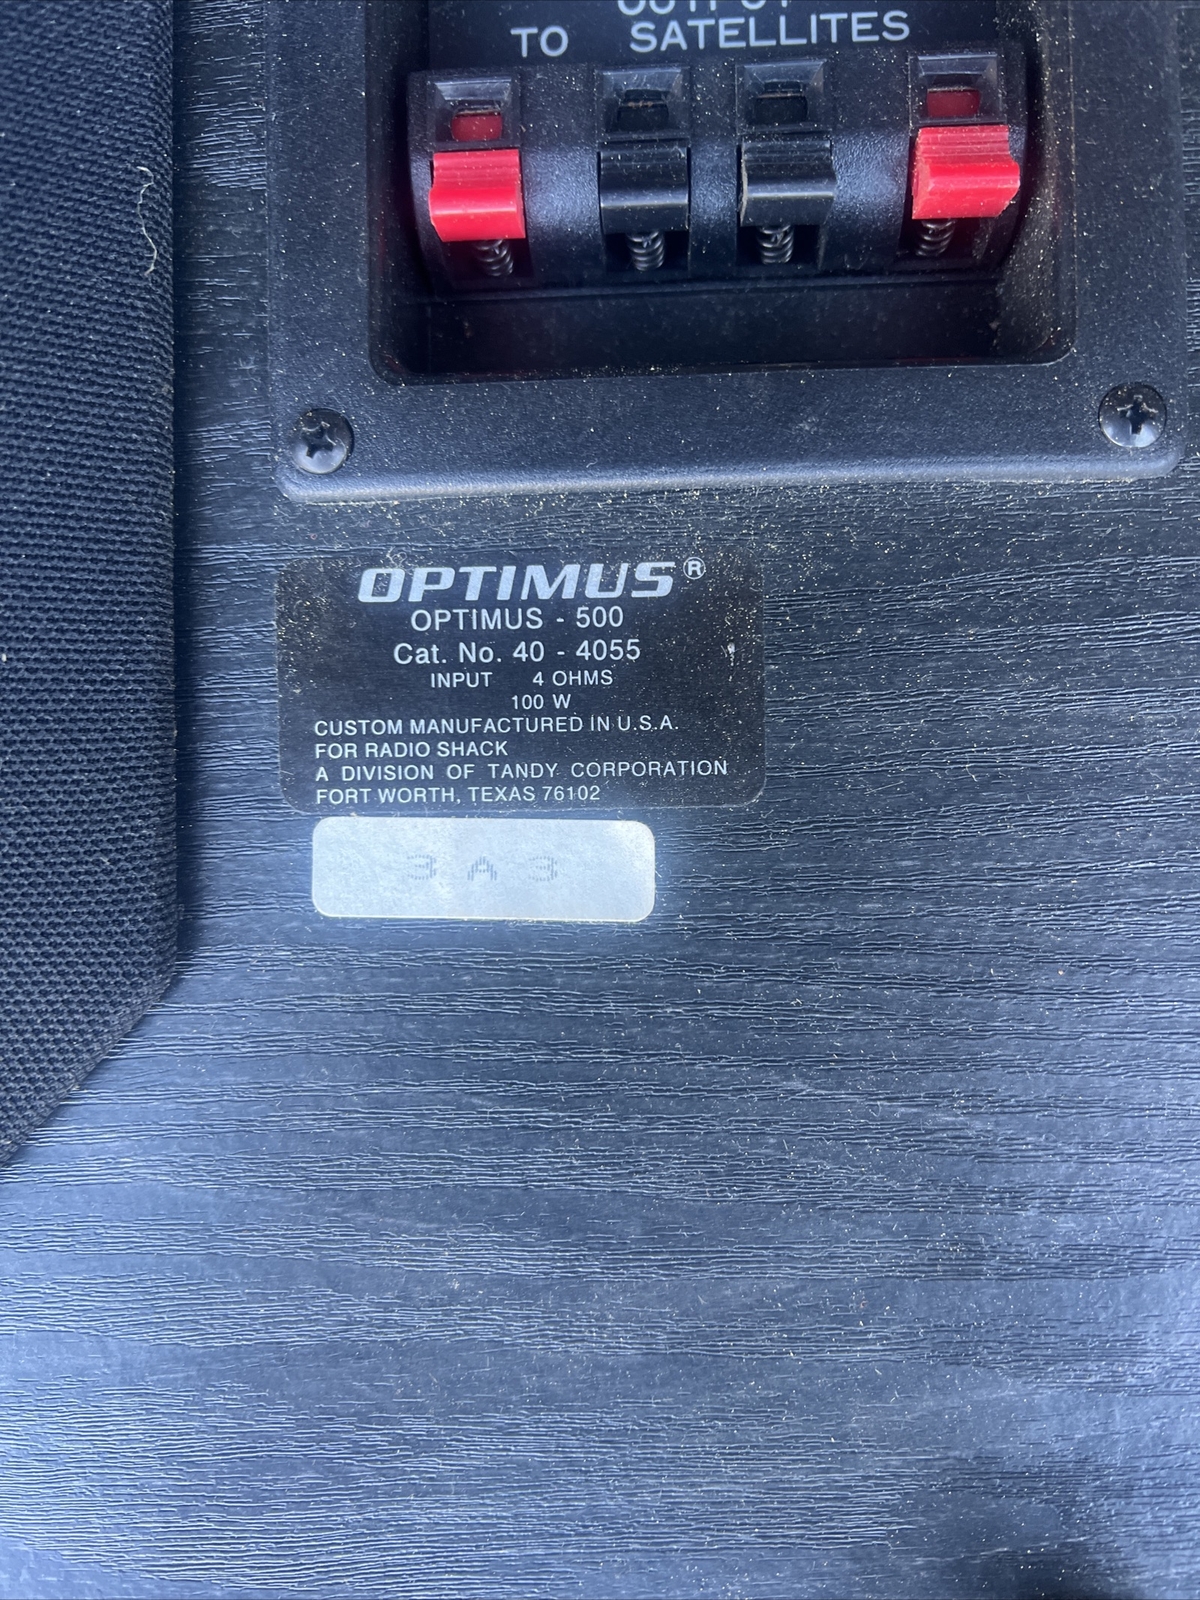 OUTPUT
TO SATELLITES
OPTIMUS®
OPTIMUS - 500
Cat. No. 40 - 4055
INPUT 4 OHMS
100 W
CUSTOM MANUFACTURED IN U.S.A.
FOR RADIO SHACK
A DIVISION OF TANDY CORPORATION
FORT WORTH, TEXAS 76102
3A3